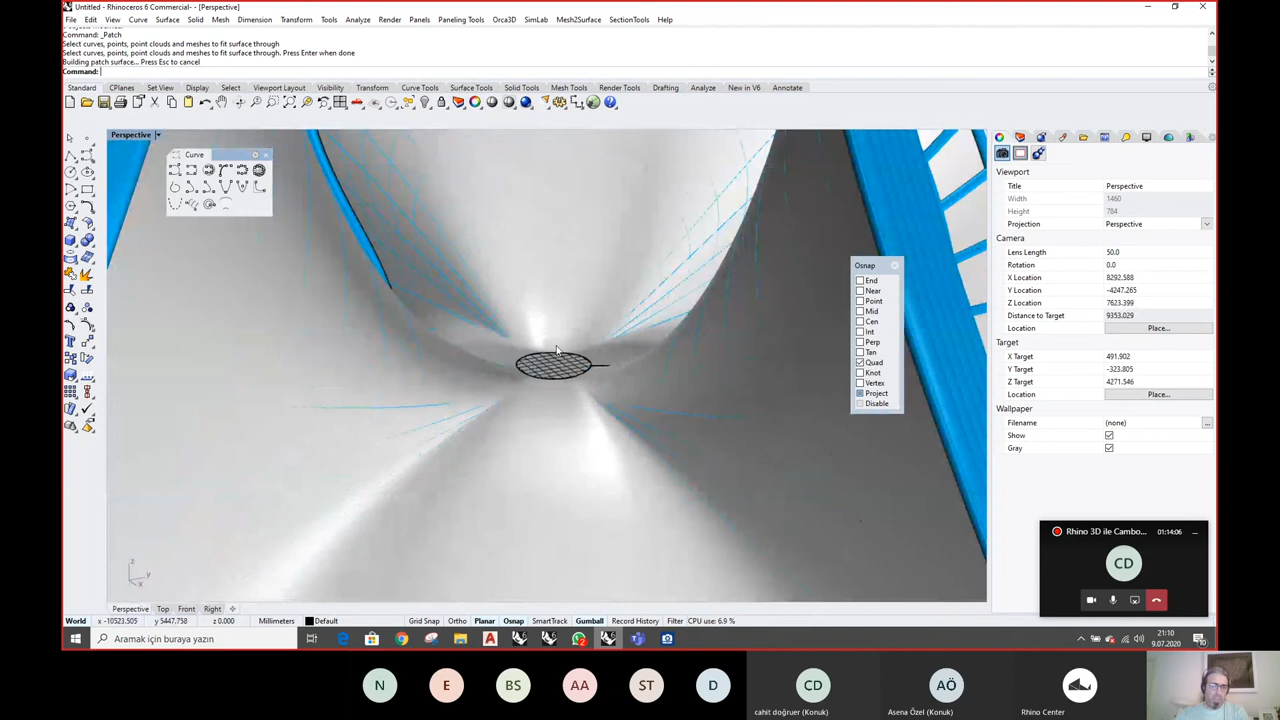 Untitled - Rhinoceros 6 Commercial- - [Perspective]
File Edit View Curve Surface Solid Mesh Dimension Transform Tools Analyze Render Panels Paneling Tools Orca3D SimLab Mesh2Surface SectionTools Help
Command: _Patch
Select curves, points, point clouds and meshes to fit surface through
Select curves, points, point clouds and meshes to fit surface through. Press Enter when done
Building patch surface... Press Esc to cancel
Command:
Standard CPlanes Set View Display Select Viewport Layout Visibility Transform Curve Tools Surface Tools Solid Tools Mesh Tools Render Tools Drafting Analyze New in V6 Annotate
Perspective
Curve
Osnap
End
Near
Point
Mid
Cen
Int
Perp
Tan
Quad
Knot
Vertex
Project
Disable
Viewport
Title Perspective
Width 1460
Height 784
Projection Perspective
Camera
Lens Length 50.0
Rotation 0.0
X Location 8292.588
Y Location -4247.265
Z Location 7623.399
Distance to Target 9353.029
Location Place...
Target
X Target 491.902
Y Target -323.805
Z Target 4271.546
Location Place...
Wallpaper
Filename (none) ...
Show
Gray
Rhino 3D ile Cambo... 01:14:06
CD
z
y
x
Perspective Top Front Right
World x -10523.505 y 5447.758 z 0.000 Millimeters Default Grid Snap Ortho Planar Osnap SmartTrack Gumball Record History Filter CPU use: 6.9 %
Aramak için buraya yazın
21:10
9.07.2020
N E BS AA ST D CD AÖ
cahit doğruer (Konuk) Asena Özel (Konuk) Rhino Center